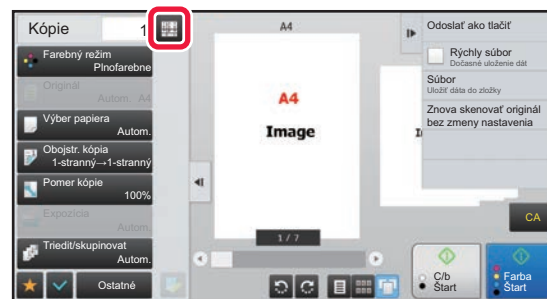 Kópie
1
Farebný režim
Plnofarebne
Originál
Autom. A4
Výber papiera
Autom.
Obojstr. kópia
1-stranný→1-stranný
Pomer kópie
100%
Expozícia
Autom.
Triediť/skupinovat
Autom.
Ostatné
A4
A4
Image
1 / 7
Odoslať ako tlačiť
Rýchly súbor
Dočasné uloženie dát
Súbor
Uložiť dáta do zložky
Znova skenovať originál
bez zmeny nastavenia
CA
C/b
Štart
Farba
Štart